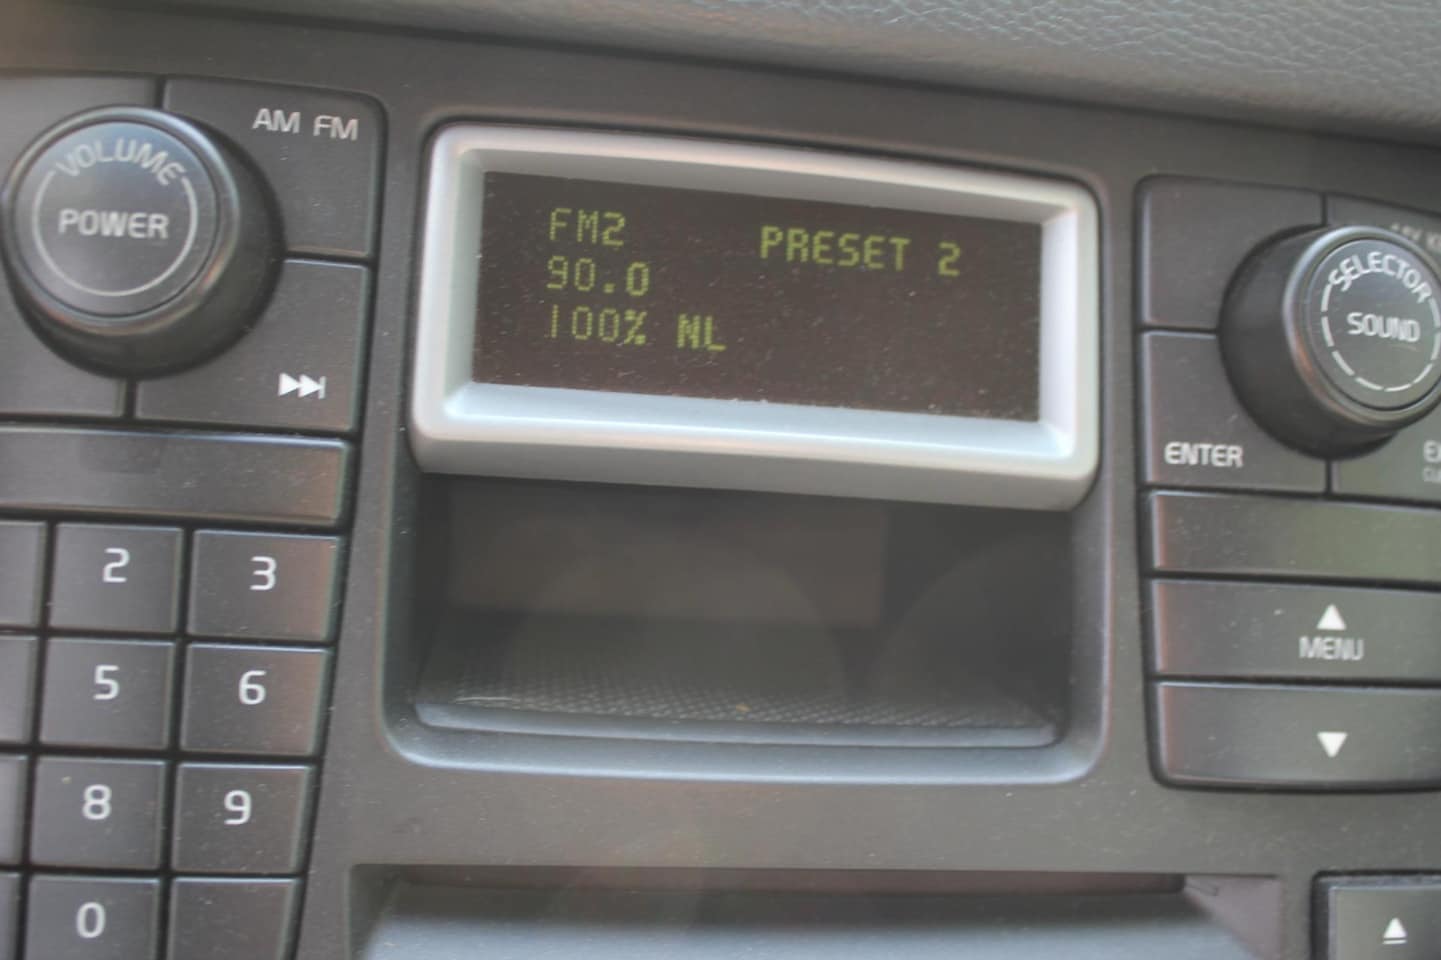 VOLUME
POWER
AM FM
FM2 PRESET 2
90.0
100% NL
SELECTOR
SOUND
ENTER
MENU
2 3
5 6
8 9
0